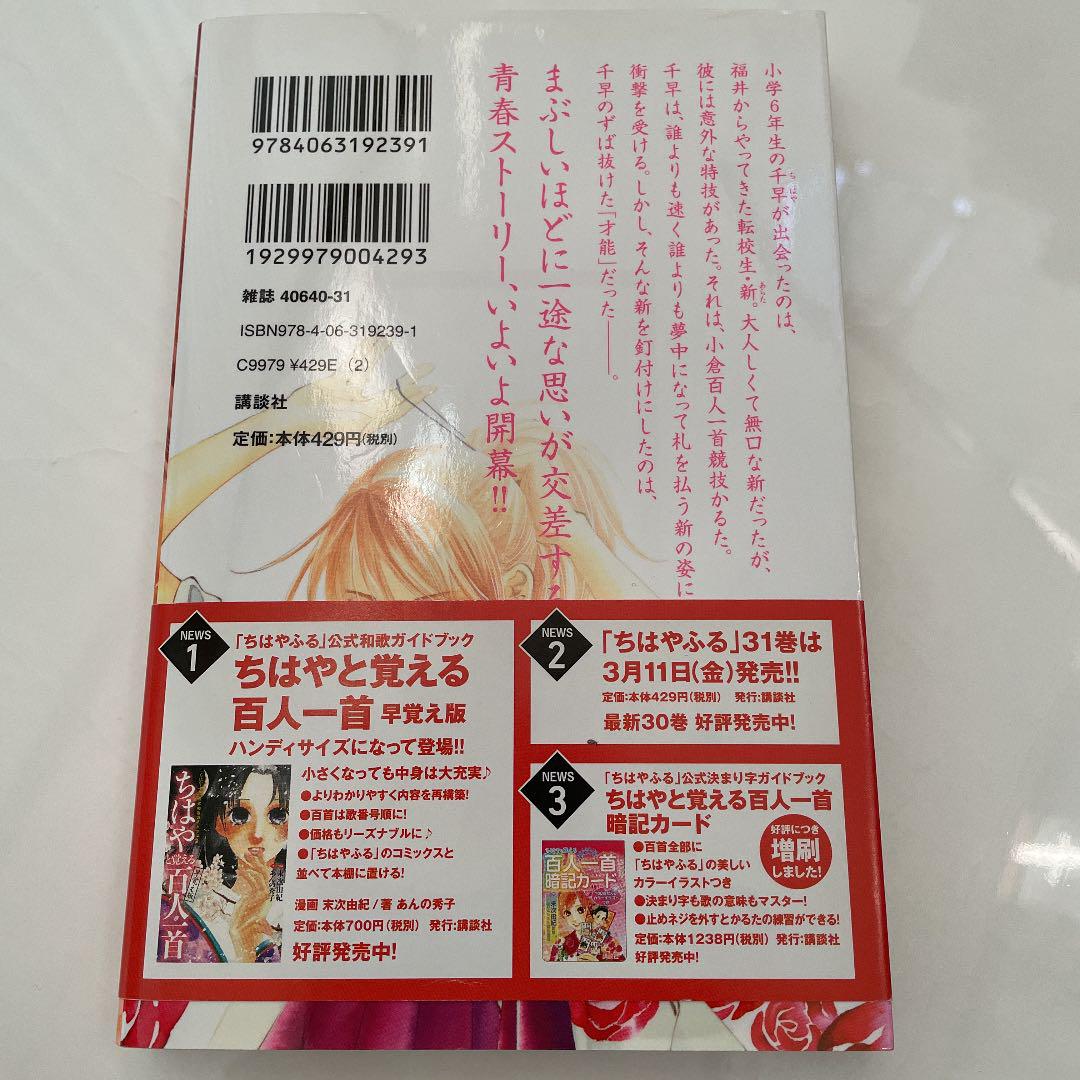 小学6年生の千早が出会ったのは、
ちはや
福井からやってきた転校生・新。大人しくて無口な新だったが、
あらた
彼には意外な特技があった。それは、小倉百人一首競技かるた。
千早は、誰よりも速く誰よりも夢中になって札を払う新の姿に
衝撃を受ける。しかし、そんな新を釘付けにしたのは、
千早のずば抜けた「才能」だった——。
まぶしいほどに一途な思いが交差する
青春ストーリー、いよいよ開幕!!
9784063192391
1929979004293
雑誌 40640-31
ISBN978-4-06-319239-1
C9979 ¥429E (2)
講談社
定価:本体429円(税別)
NEWS
1
「ちはやふる」公式和歌ガイドブック
ちはやと覚える
百人一首 早覚え版
ハンディサイズになって登場!!
小さくなっても中身は大充実♪
●よりわかりやすく内容を再構築!
●百首は歌番号順に!
●価格もリーズナブルに♪
●「ちはやふる」のコミックスと
並べて本棚に置ける!
漫画 末次由紀/著 あんの秀子
定価:本体700円(税別) 発行:講談社
好評発売中!
ちはや
と覚える
百人一首
NEWS
2
「ちはやふる」31巻は
3月11日(金)発売!!
定価:本体429円(税別) 発行:講談社
最新30巻 好評発売中!
NEWS
3
「ちはやふる」公式決まり字ガイドブック
ちはやと覚える百人一首
暗記カード
好評につき
増刷
しました!
●百首全部に
「ちはやふる」の美しい
カラーイラストつき
●決まり字も歌の意味もマスター!
●止めネジを外すとかるたの練習ができる!
定価:本体1238円(税別) 発行:講談社
好評発売中!
百人一首
暗記カード